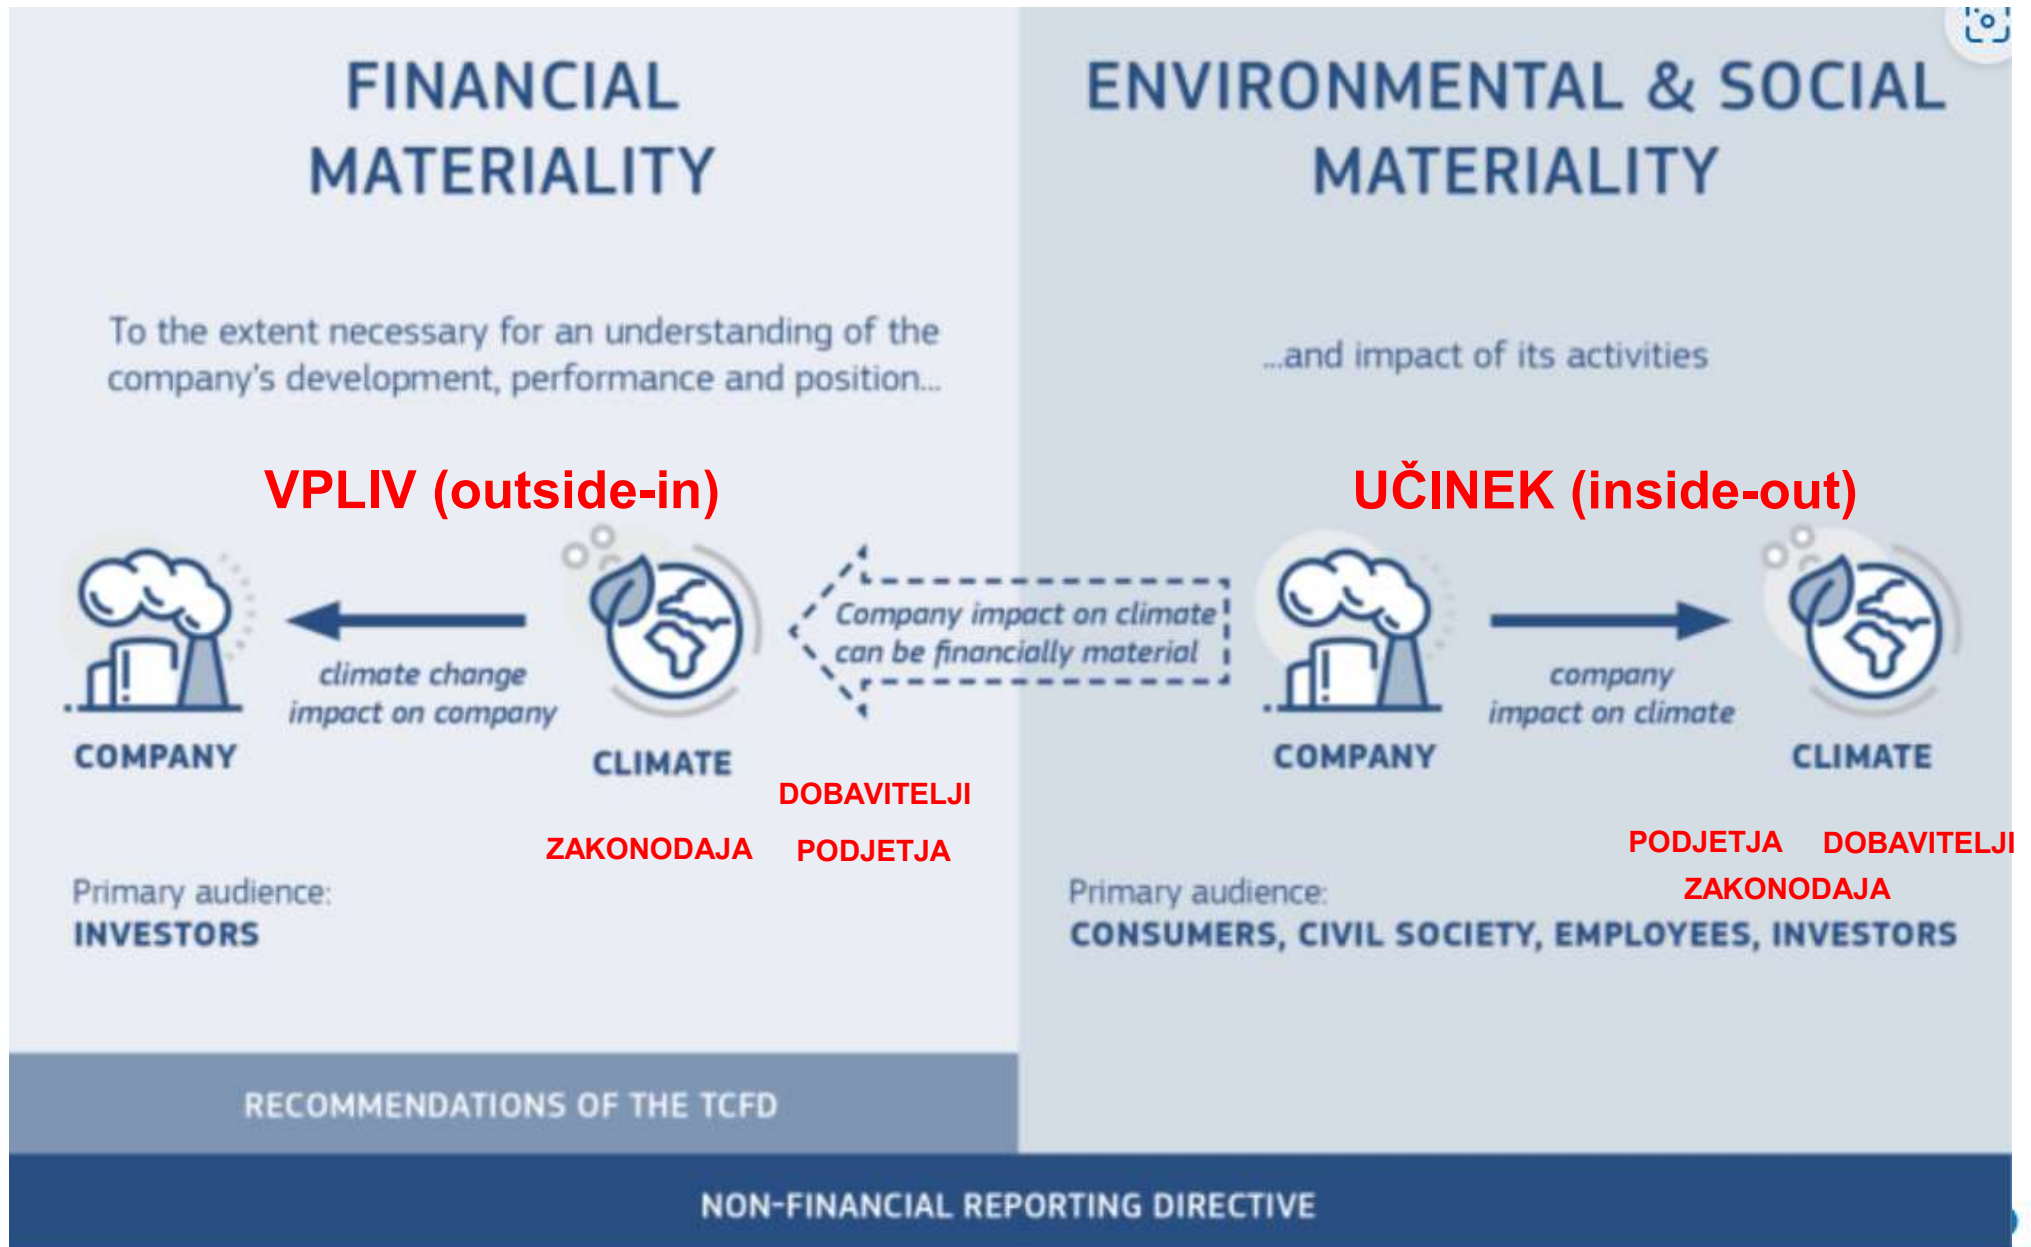 FINANCIAL
MATERIALITY
To the extent necessary for an understanding of the
company's development, performance and position...
VPLIV (outside-in)
climate change
impact on company
COMPANY
CLIMATE
DOBAVITELJI
ZAKONODAJA PODJETJA
Primary audience:
INVESTORS
Company impact on climate
can be financially material
ENVIRONMENTAL & SOCIAL
MATERIALITY
...and impact of its activities
UČINEK (inside-out)
company
impact on climate
COMPANY
CLIMATE
PODJETJA DOBAVITELJI
ZAKONODAJA
Primary audience:
CONSUMERS, CIVIL SOCIETY, EMPLOYEES, INVESTORS
RECOMMENDATIONS OF THE TCFD
NON-FINANCIAL REPORTING DIRECTIVE